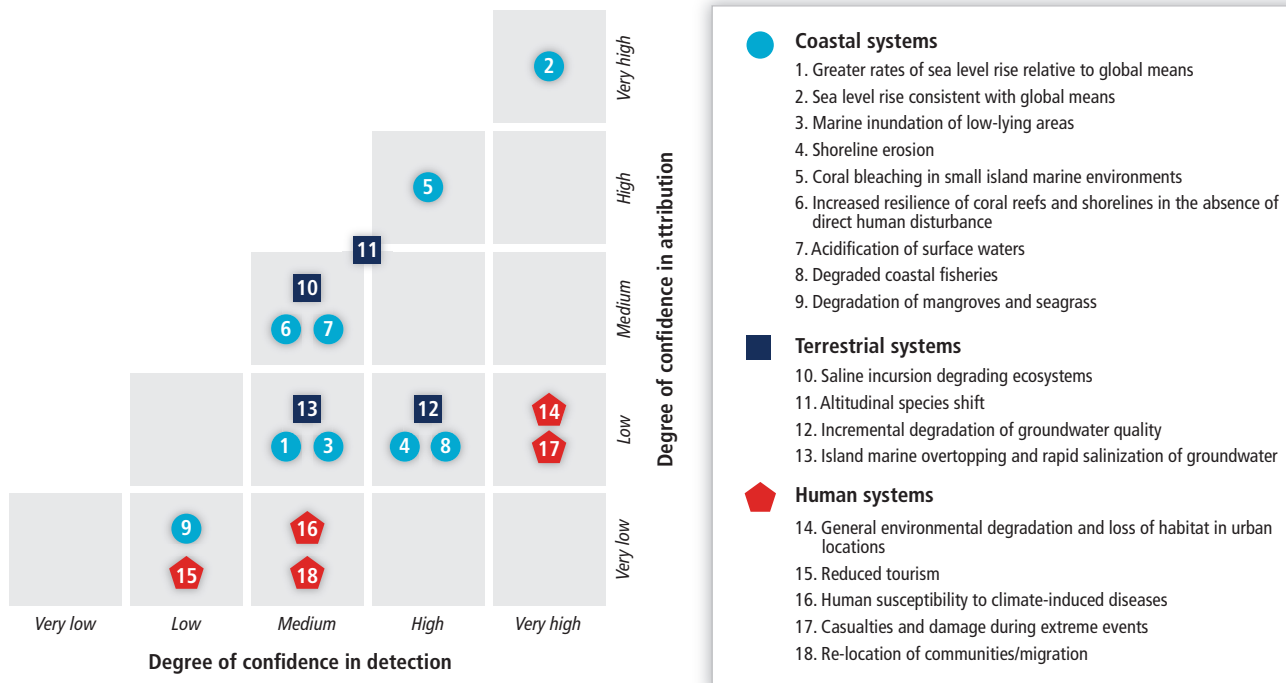 2
Very high
5
High
11
10
6 7
Medium
13 12 14
1 3 4 8 17
Low
9 16
15 18
Very low
Degree of confidence in attribution
Very low Low Medium High Very high
Degree of confidence in detection
Coastal systems
1. Greater rates of sea level rise relative to global means
2. Sea level rise consistent with global means
3. Marine inundation of low-lying areas
4. Shoreline erosion
5. Coral bleaching in small island marine environments
6. Increased resilience of coral reefs and shorelines in the absence of
direct human disturbance
7. Acidification of surface waters
8. Degraded coastal fisheries
9. Degradation of mangroves and seagrass
Terrestrial systems
10. Saline incursion degrading ecosystems
11. Altitudinal species shift
12. Incremental degradation of groundwater quality
13. Island marine overtopping and rapid salinization of groundwater
Human systems
14. General environmental degradation and loss of habitat in urban
locations
15. Reduced tourism
16. Human susceptibility to climate-induced diseases
17. Casualties and damage during extreme events
18. Re-location of communities/migration